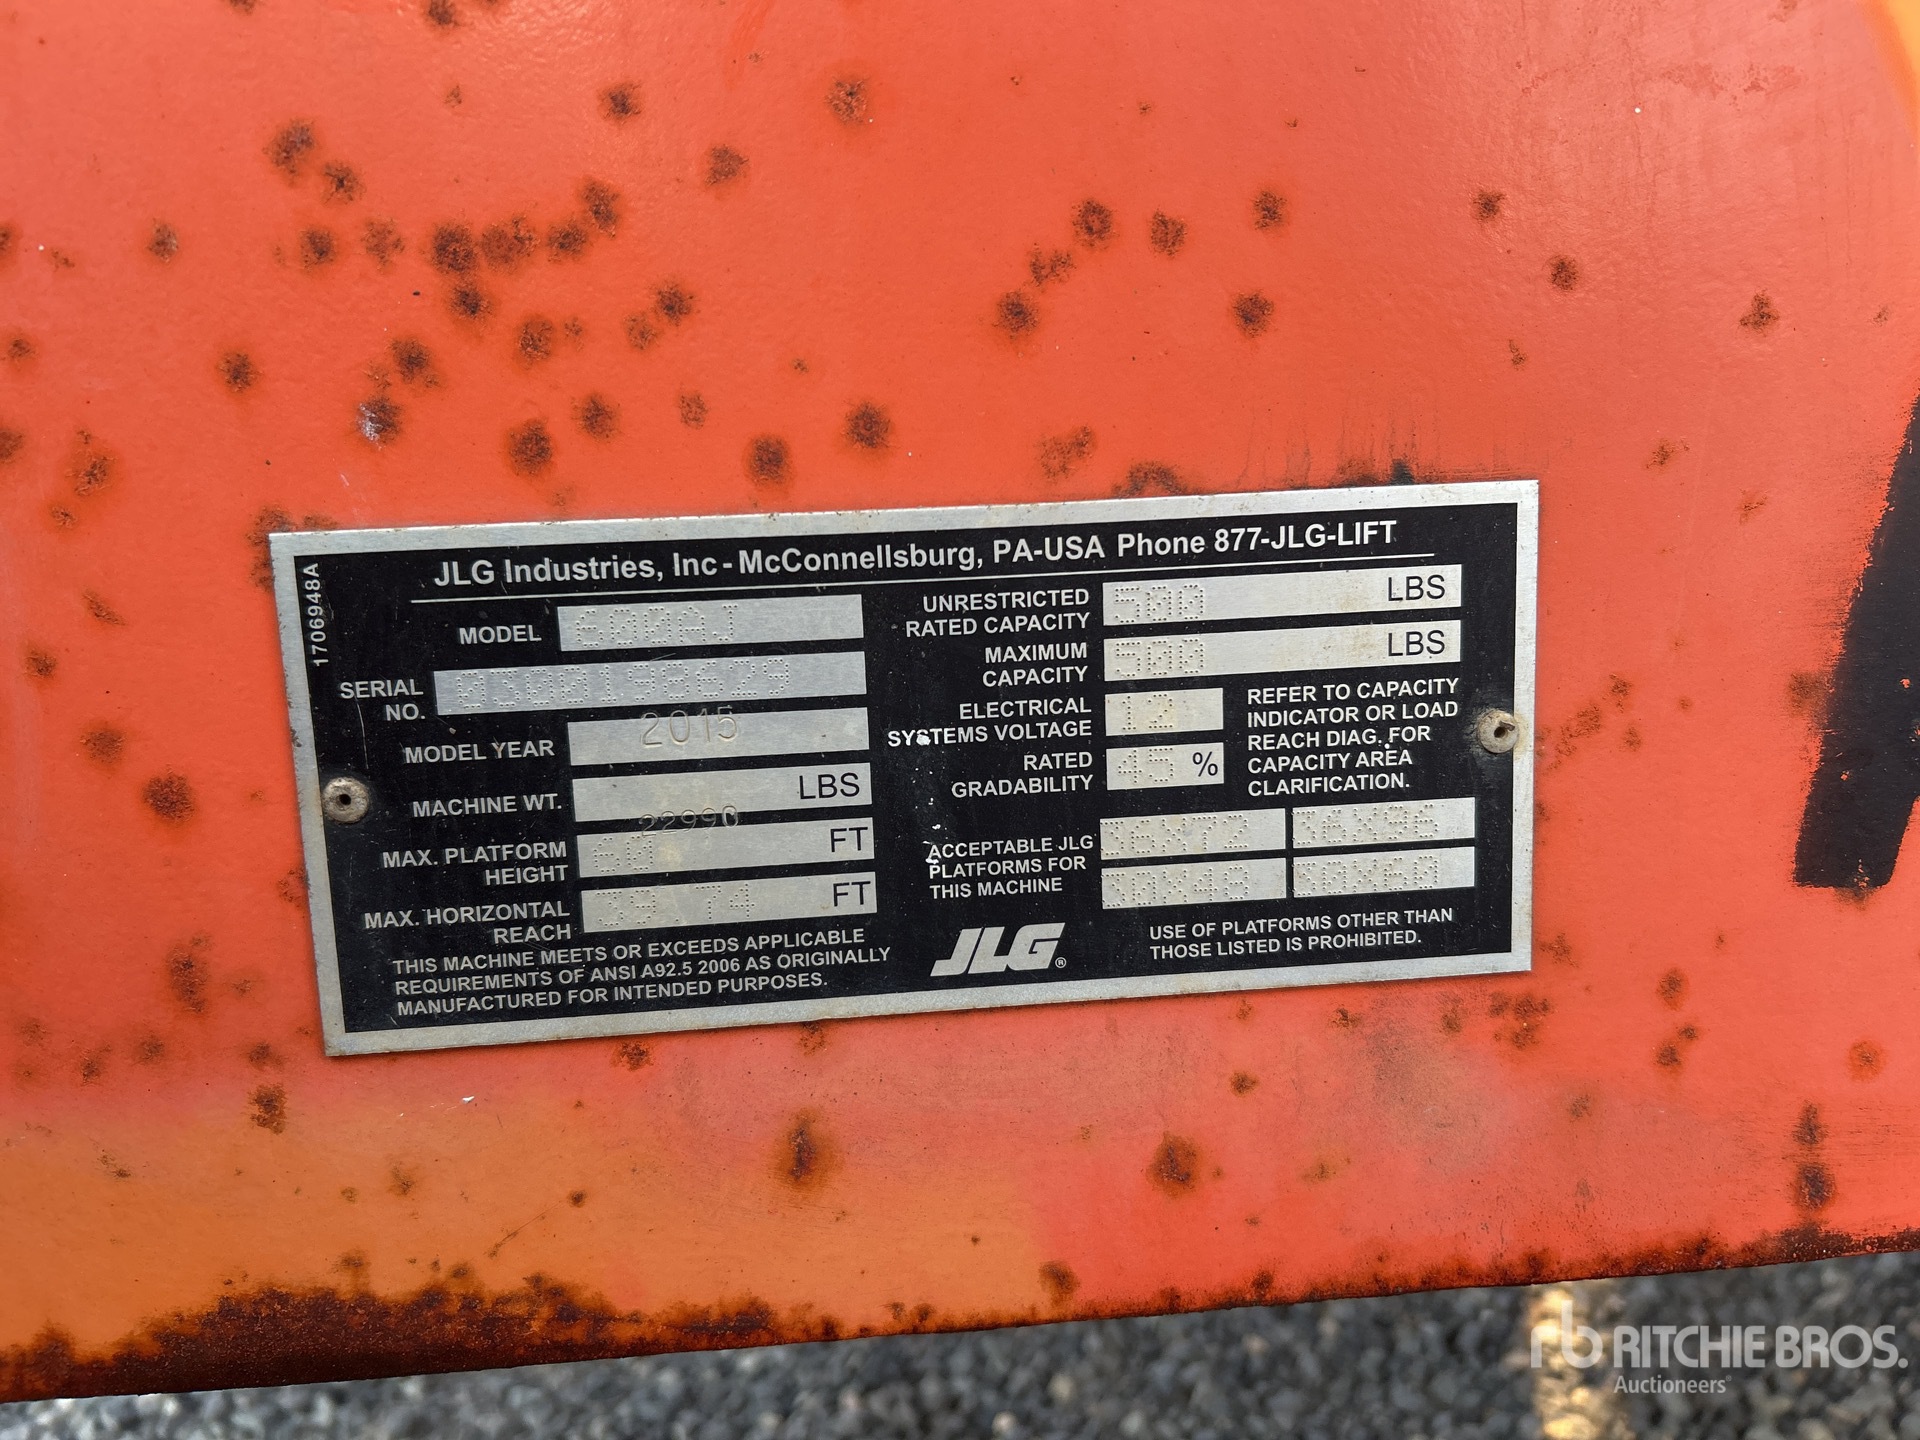 JLG Industries, Inc - McConnellsburg, PA-USA Phone 877-JLG-LIFT
1706948A
MODEL 600AJ
SERIAL NO. 0300198629
MODEL YEAR 2015
MACHINE WT. 22990 LBS
MAX. PLATFORM HEIGHT 60 FT
MAX. HORIZONTAL REACH 39.74 FT
THIS MACHINE MEETS OR EXCEEDS APPLICABLE
REQUIREMENTS OF ANSI A92.5 2006 AS ORIGINALLY
MANUFACTURED FOR INTENDED PURPOSES.
UNRESTRICTED RATED CAPACITY 500 LBS
MAXIMUM CAPACITY 500 LBS
ELECTRICAL SYSTEMS VOLTAGE 12
RATED GRADABILITY 45 %
REFER TO CAPACITY
INDICATOR OR LOAD
REACH DIAG. FOR
CAPACITY AREA
CLARIFICATION.
ACCEPTABLE JLG
PLATFORMS FOR
THIS MACHINE
36X72 36X96
30X48 30X60
JLG®
USE OF PLATFORMS OTHER THAN
THOSE LISTED IS PROHIBITED.
rb RITCHIE BROS.
Auctioneers